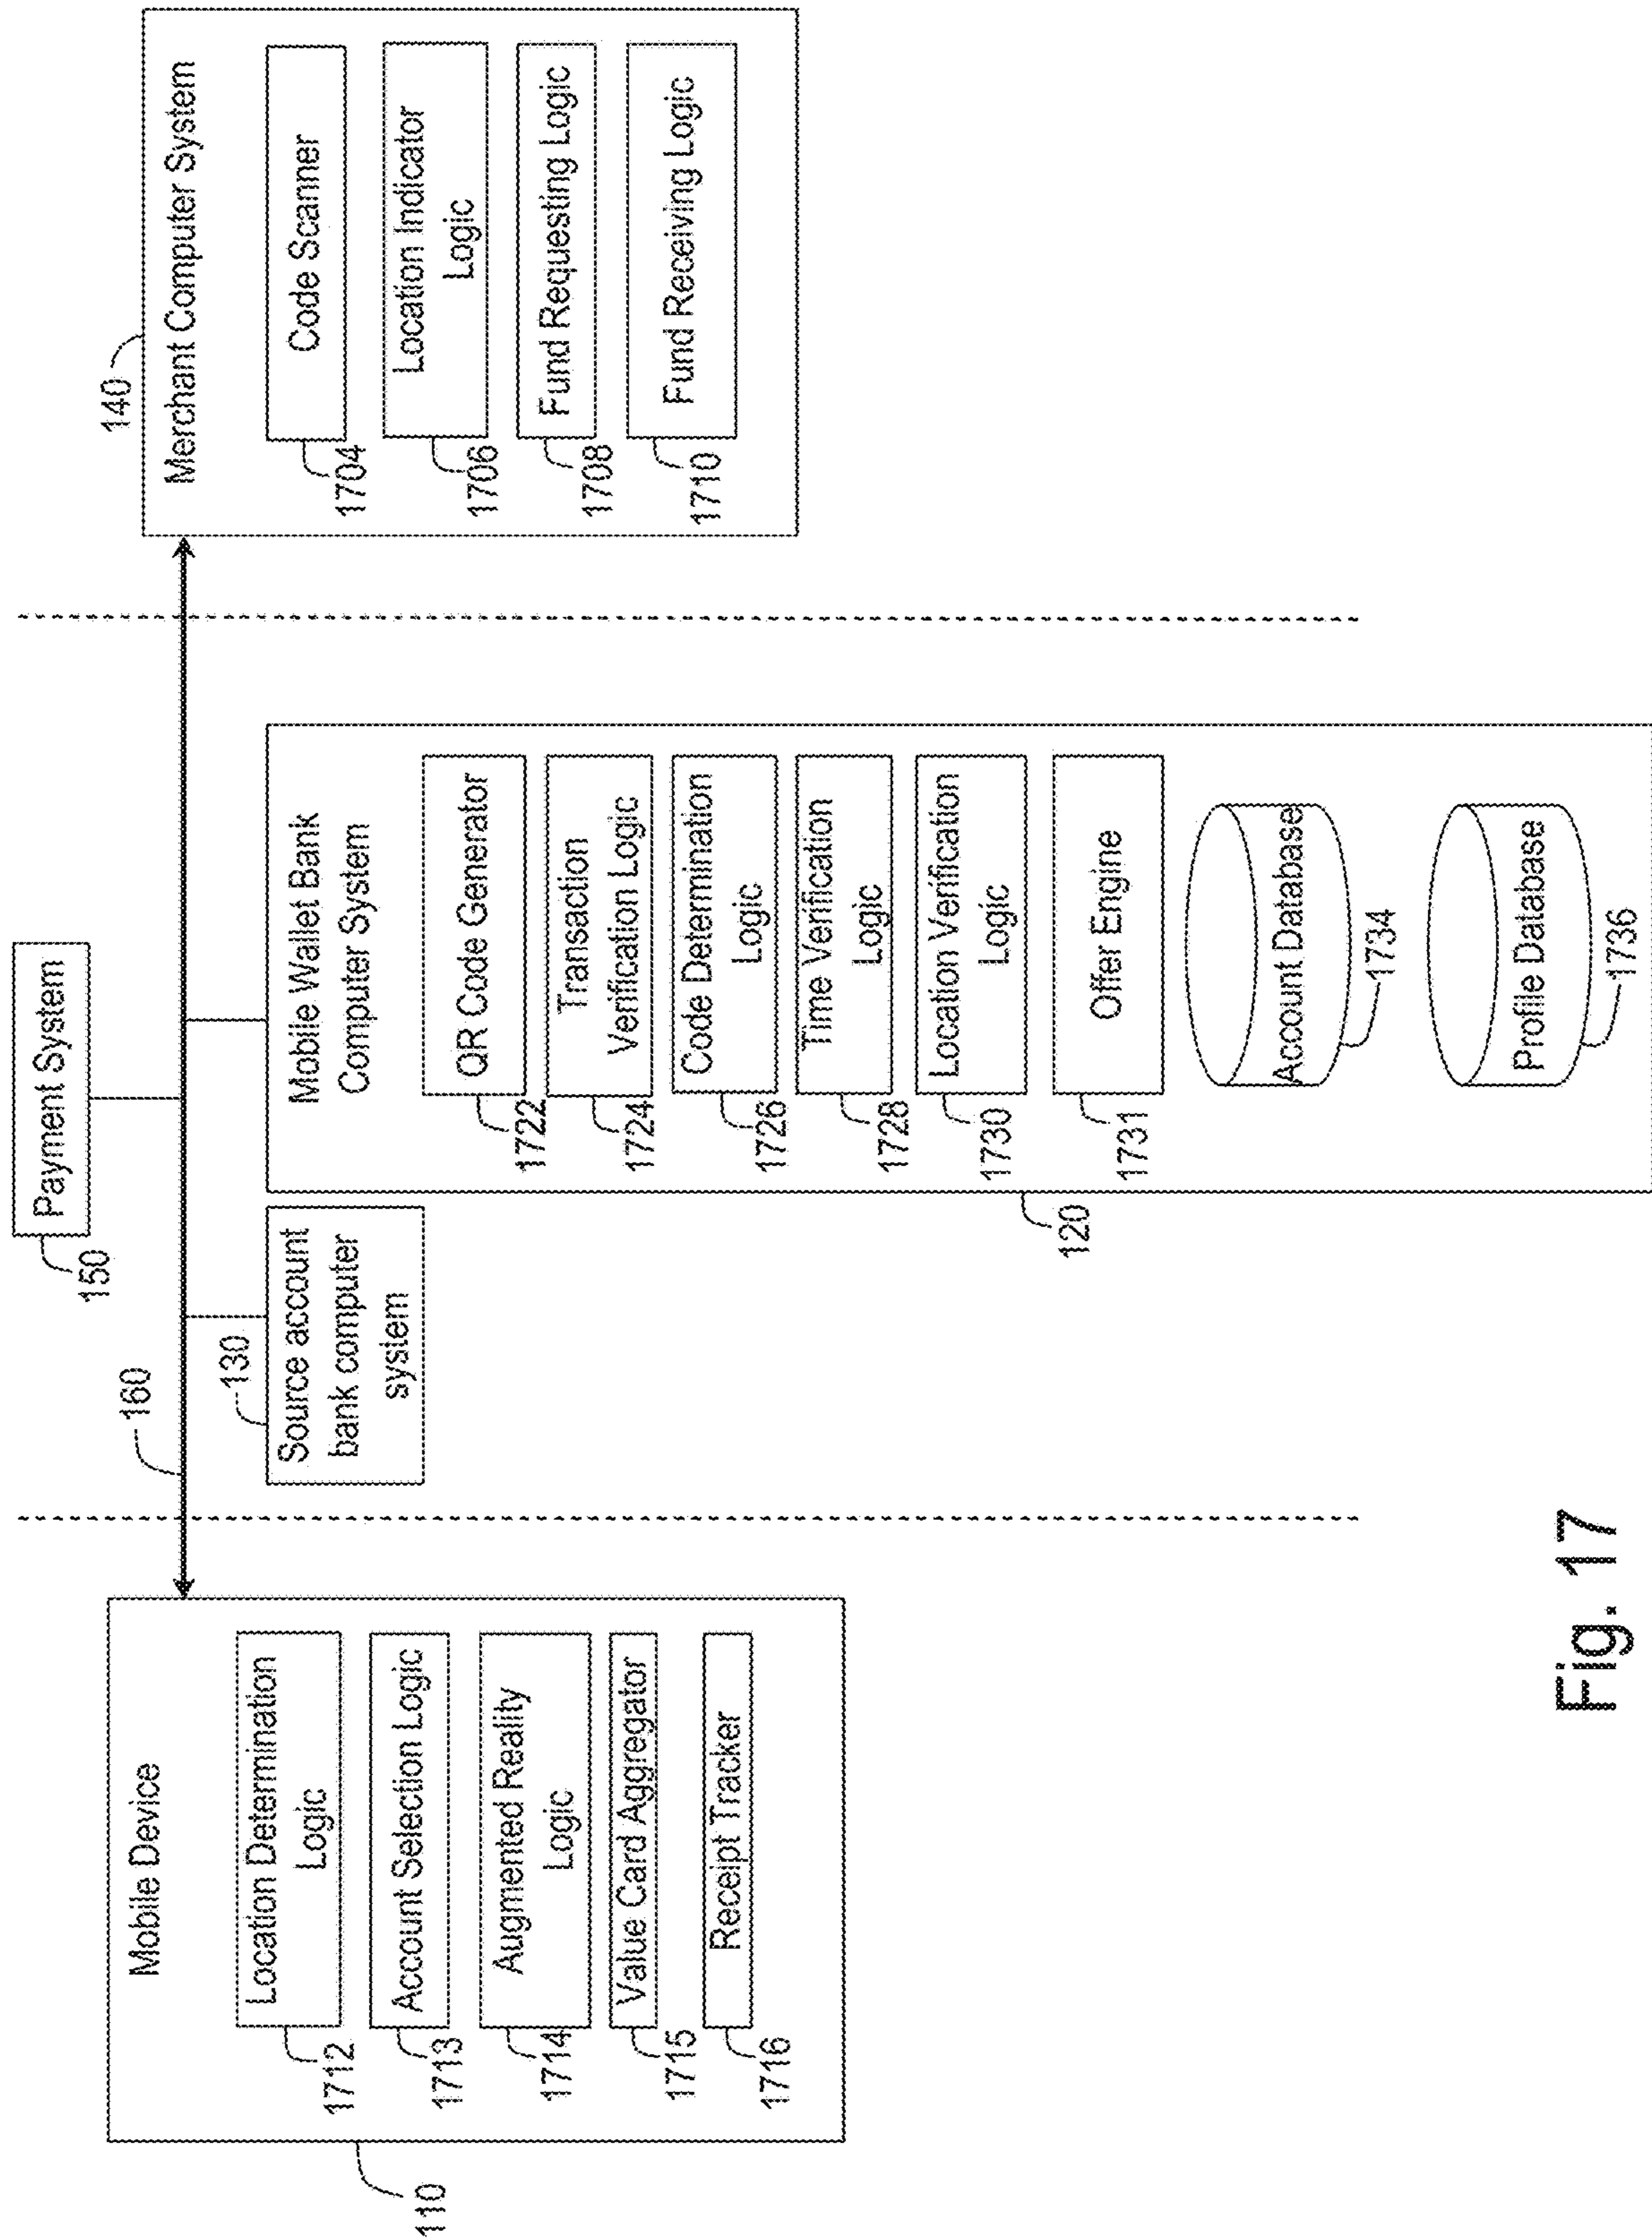 Payment System
150
160
Mobile Device
Location Determination
Logic
1712
Account Selection Logic
1713
Augmented Reality
Logic
1714
Value Card Aggregator
1715
Receipt Tracker
1716
110
130
Source account
bank computer
system
Mobile Wallet Bank
Computer System
QR Code Generator
1722
Transaction
Verification Logic
1724
Code Determination
Logic
1726
Time Verification
Logic
1728
Location Verification
Logic
1730
Offer Engine
1731
Account Database
1734
Profile Database
1736
120
140
Merchant Computer System
Code Scanner
1704
Location Indicator
Logic
1706
Fund Requesting Logic
1708
Fund Receiving Logic
1710
Fig. 17